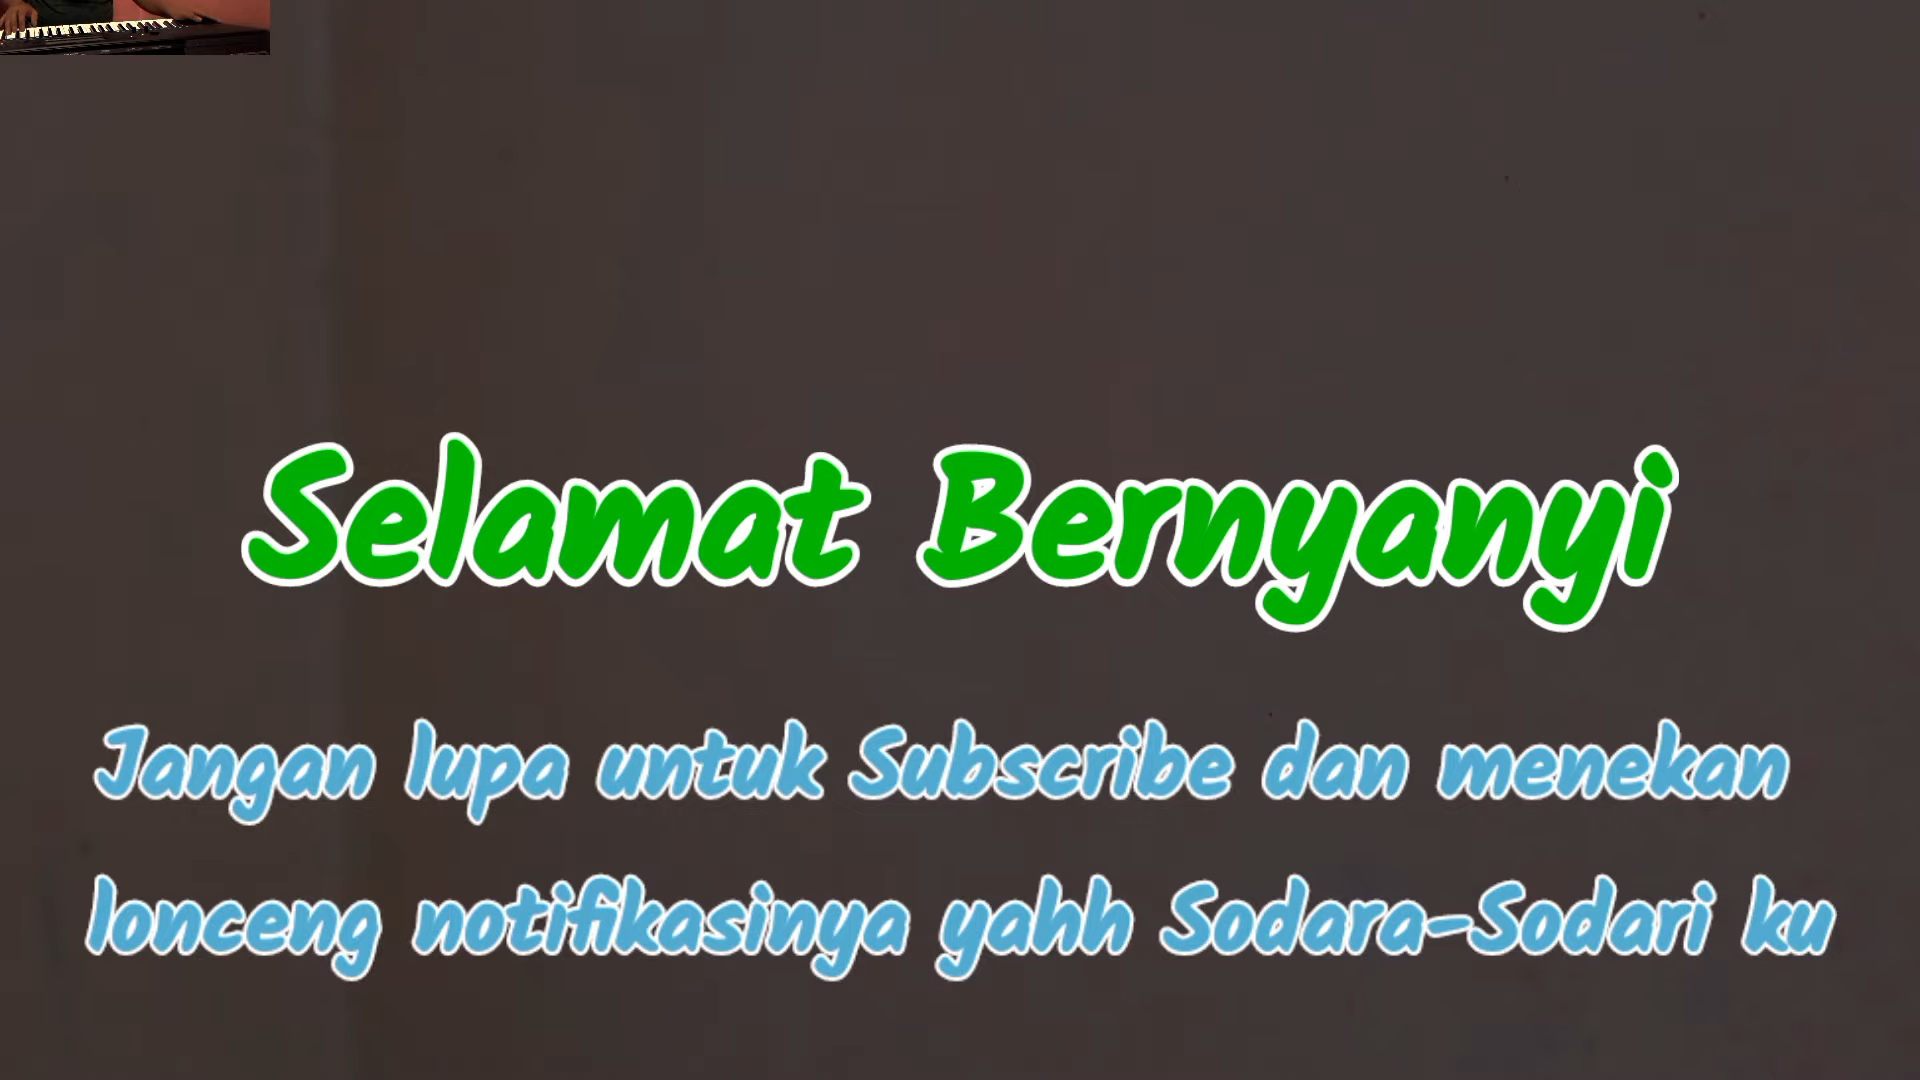 Selamat Bernyanyi
Jangan lupa untuk Subscribe dan menekan
lonceng notifikasinya yahh Sodara-Sodari ku